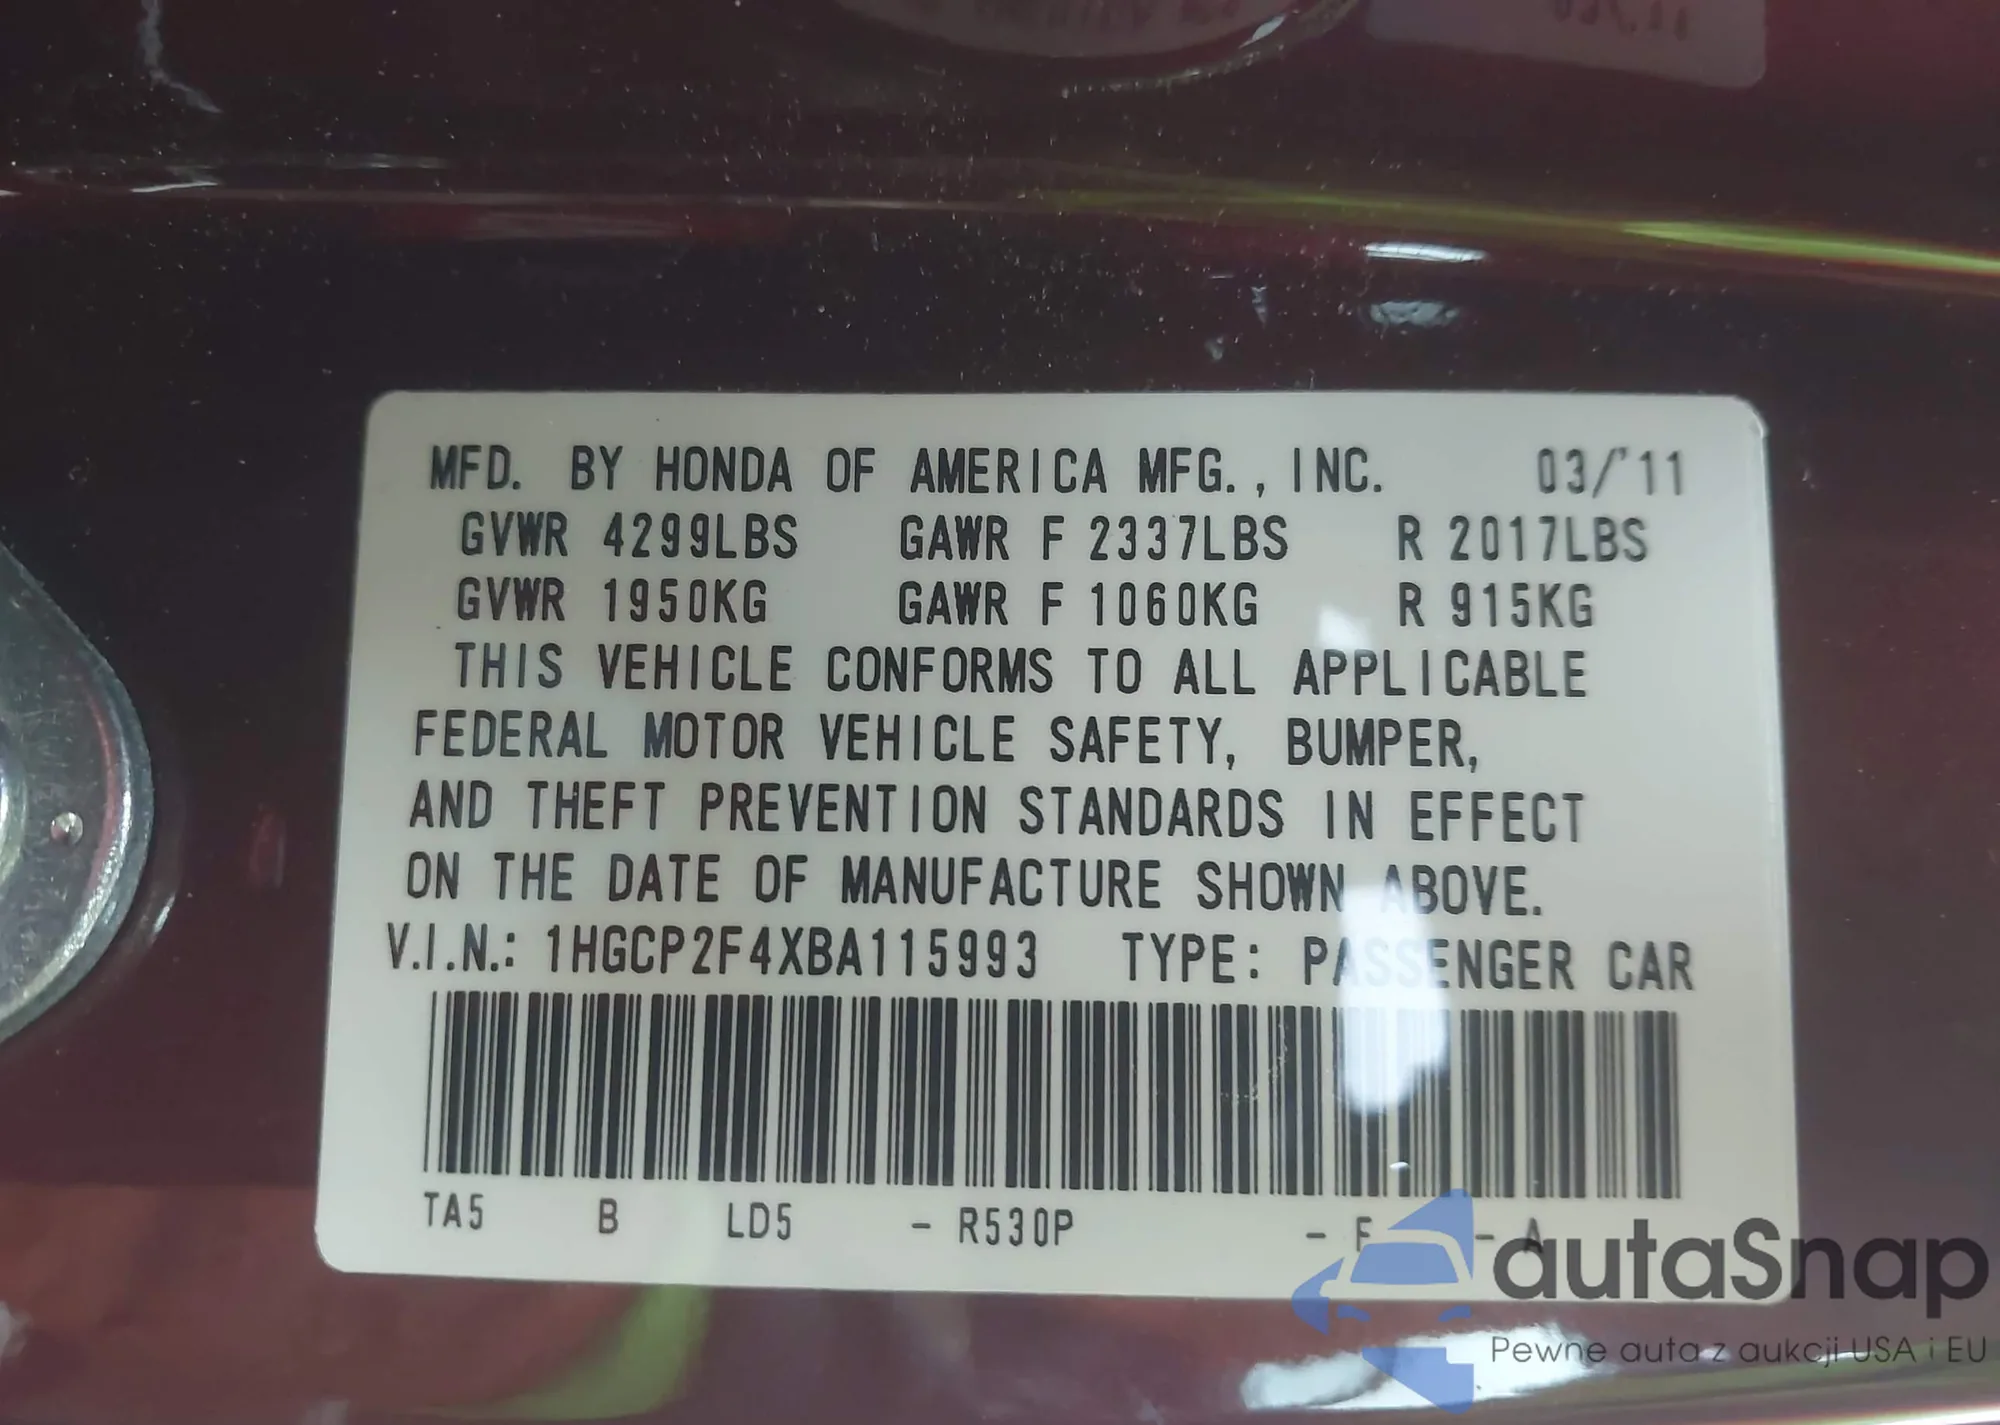 MFD. BY HONDA OF AMERICA MFG., INC. 03/'11
GVWR 4299LBS GAWR F 2337LBS R 2017LBS
GVWR 1950KG GAWR F 1060KG R 915KG
THIS VEHICLE CONFORMS TO ALL APPLICABLE
FEDERAL MOTOR VEHICLE SAFETY, BUMPER,
AND THEFT PREVENTION STANDARDS IN EFFECT
ON THE DATE OF MANUFACTURE SHOWN ABOVE.
V.I.N.: 1HGCP2F4XBA115993 TYPE: PASSENGER CAR
TA5 B LD5 - R530P - F - A
autaSnap
Pewne auta z aukcji USA i EU